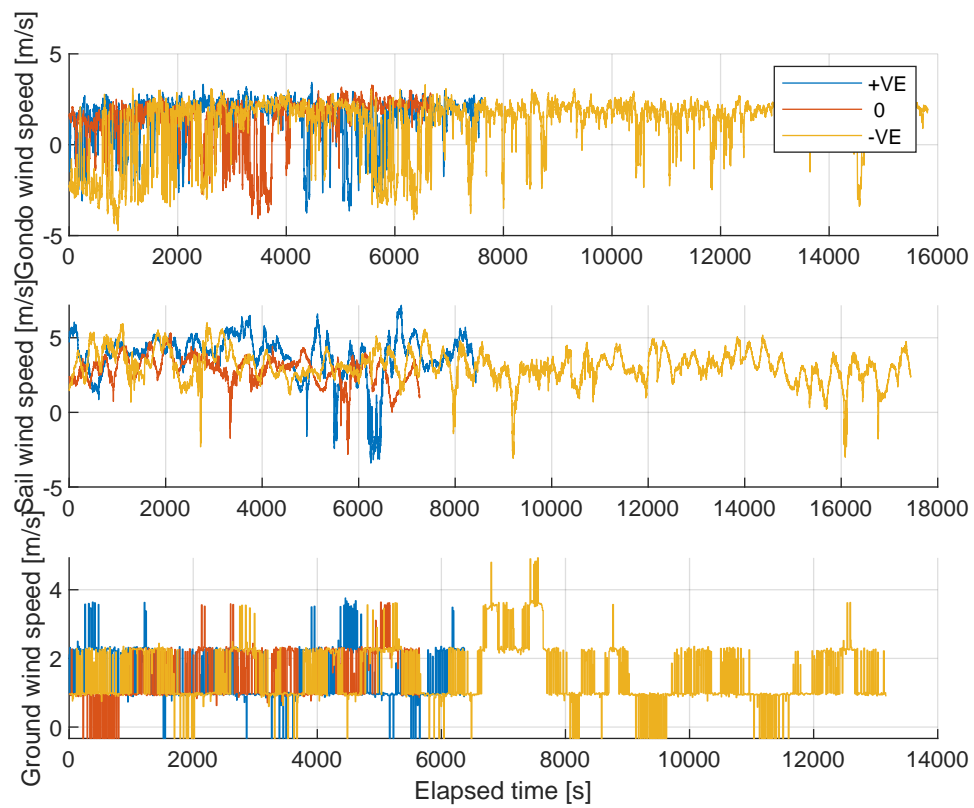 Gondo wind speed [m/s]
5
0
-5
+VE
0
-VE
0 2000 4000 6000 8000 10000 12000 14000 16000
Sail wind speed [m/s]
5
0
-5
0 2000 4000 6000 8000 10000 12000 14000 16000 18000
Ground wind speed [m/s]
4
2
0
0 2000 4000 6000 8000 10000 12000 14000
Elapsed time [s]